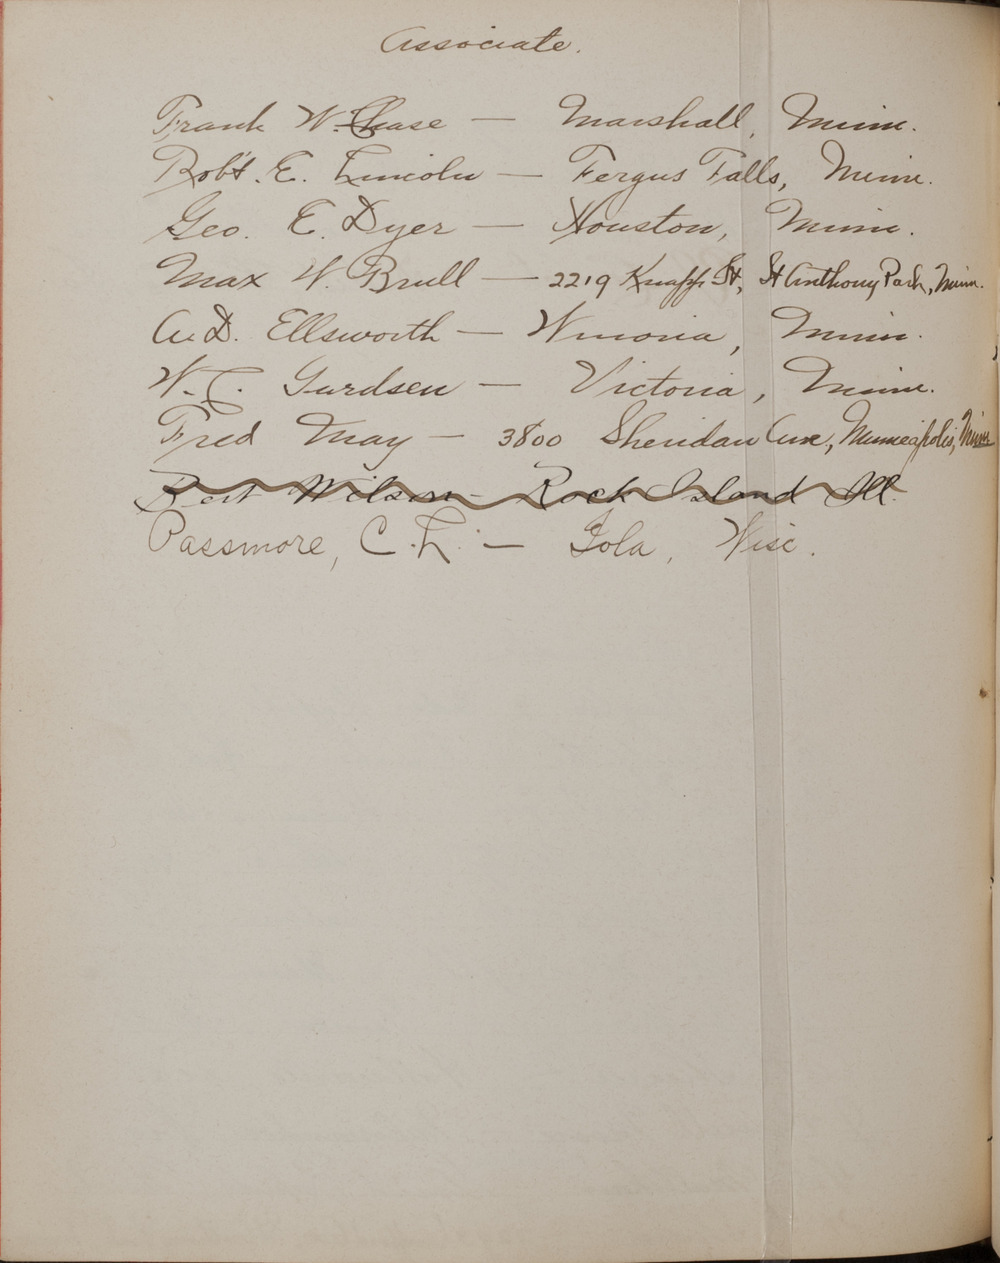 Associate.
Frank W. Chase — Marshall, Minn.
Robt. E. Lincoln — Fergus Falls, Minn.
Geo. E. Dyer — Houston, Minn.
Max W. Brull — 2219 Knapp St, St Anthony Park, Minn.
A. D. Ellsworth — Winona, Minn.
W. C. Gurdsen — Victoria, Minn.
Fred May — 3800 Sheridan Ave, Minneapolis, Minn
Bert Wilson - Rock Island Ill.
Passmore, C. L. — Iola, Wisc.